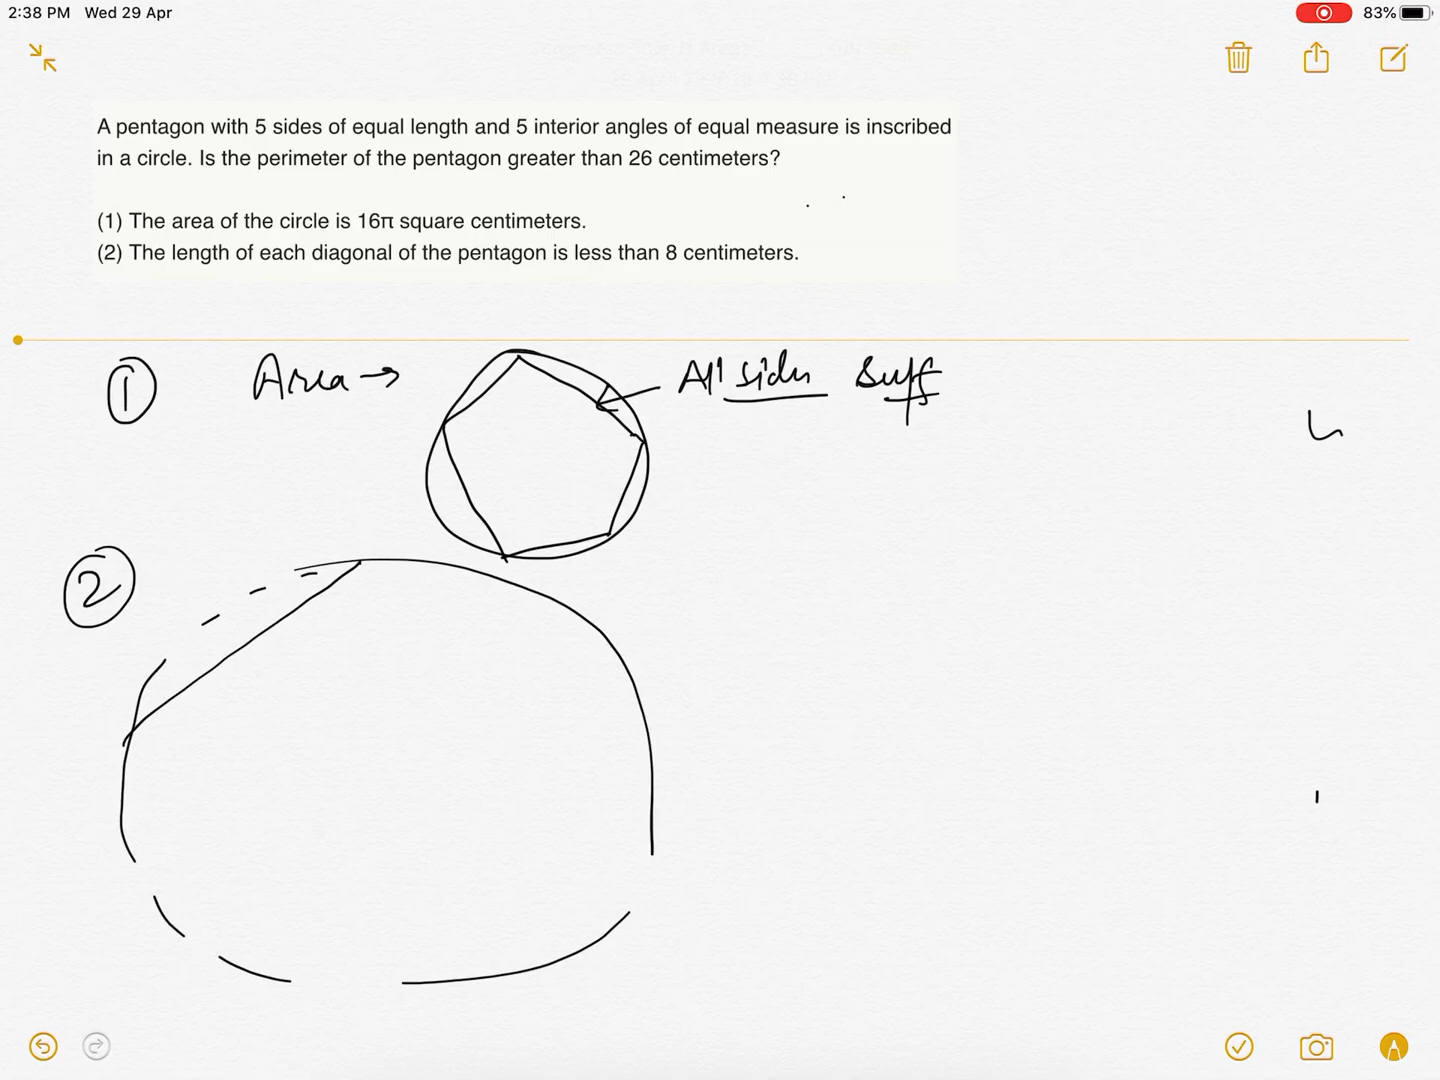 2:38 PM Wed 29 Apr
83%
A pentagon with 5 sides of equal length and 5 interior angles of equal measure is inscribed
in a circle. Is the perimeter of the pentagon greater than 26 centimeters?
(1) The area of the circle is 16π square centimeters.
(2) The length of each diagonal of the pentagon is less than 8 centimeters.
1 Area → All sides Suff
2